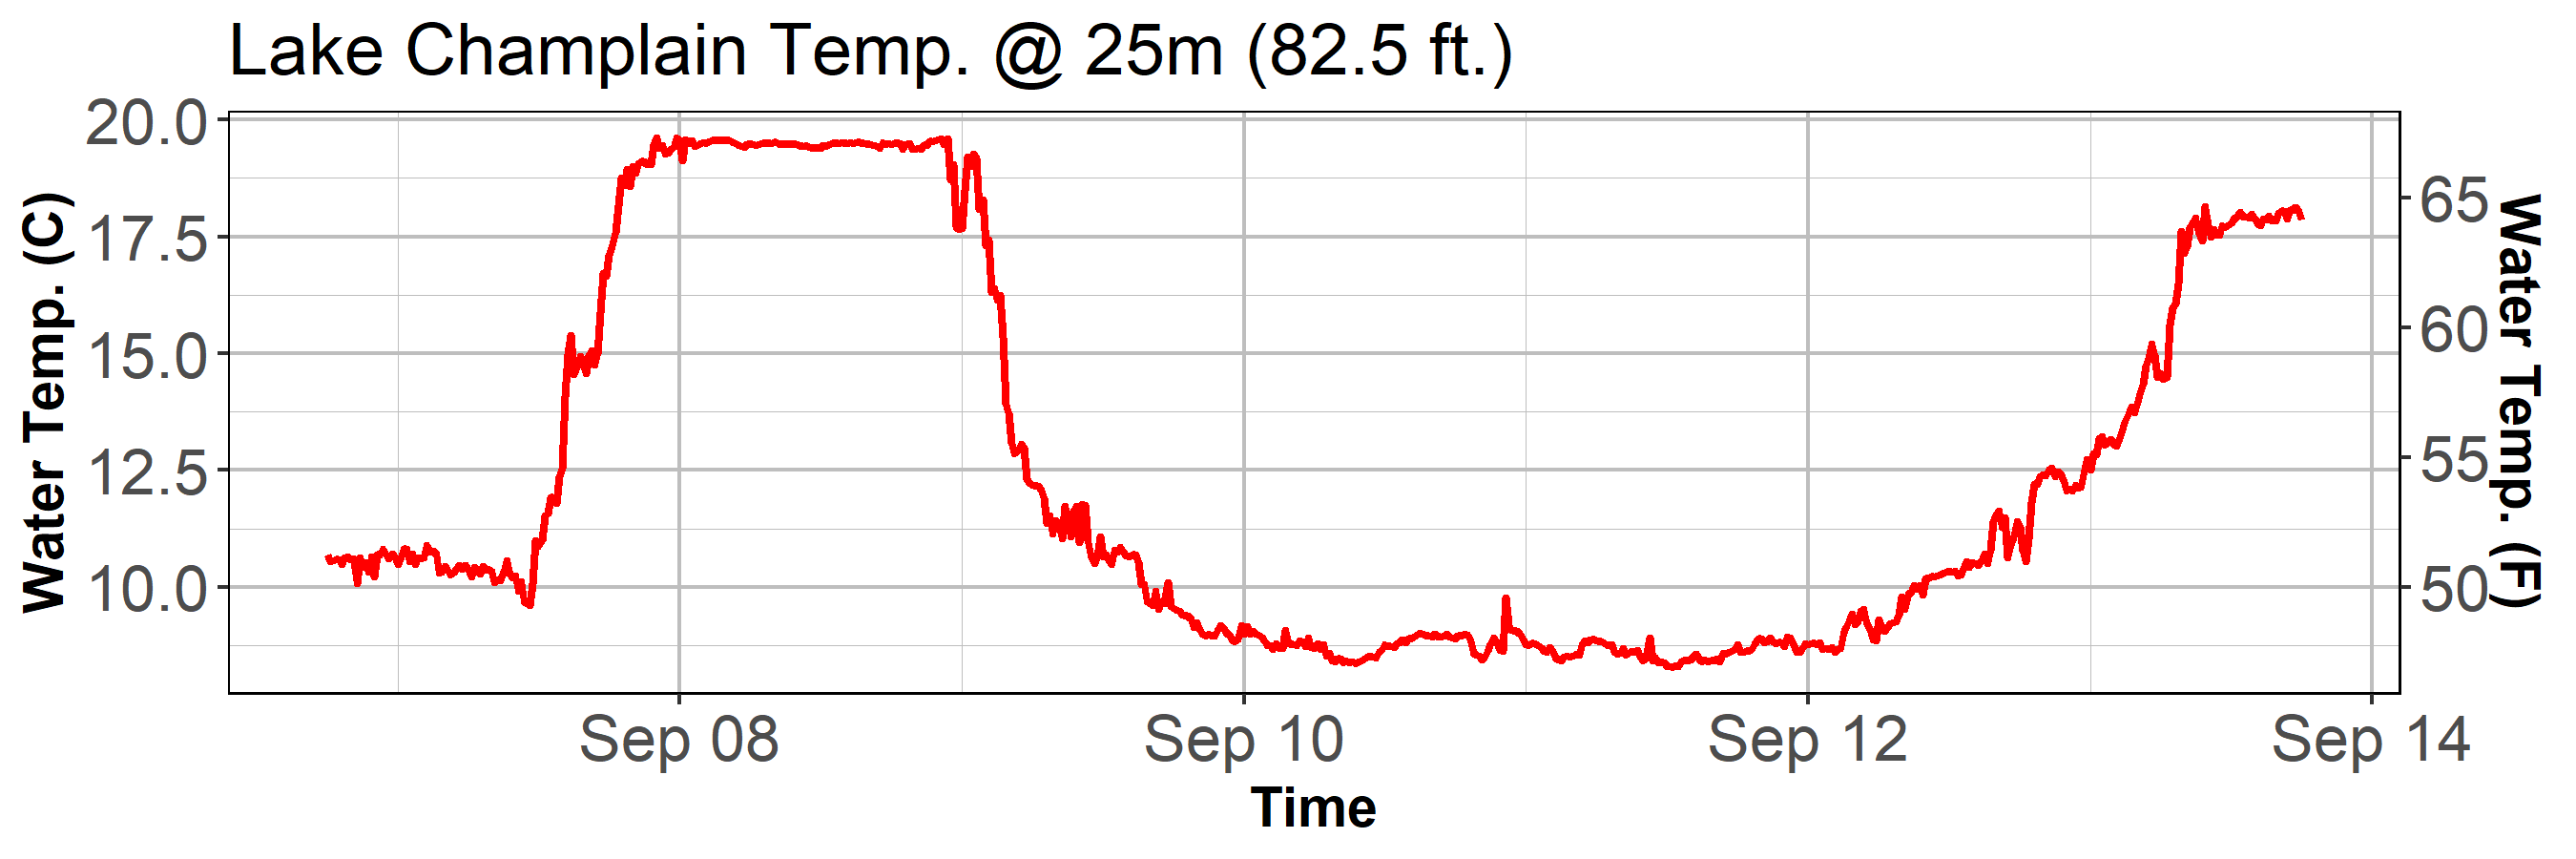 Lake Champlain Temp. @ 25m (82.5 ft.)
Water Temp. (C)
20.0
17.5
15.0
12.5
10.0
65
60
55
50
Water Temp. (F)
Sep 08
Sep 10
Sep 12
Sep 14
Time